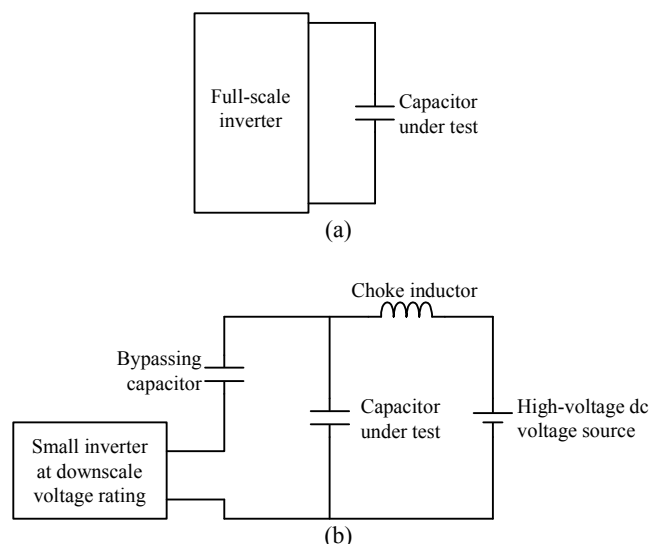 Full-scale
inverter
Capacitor
under test
(a)
Choke inductor
Bypassing
capacitor
Capacitor
under test
High-voltage dc
voltage source
Small inverter
at downscale
voltage rating
(b)